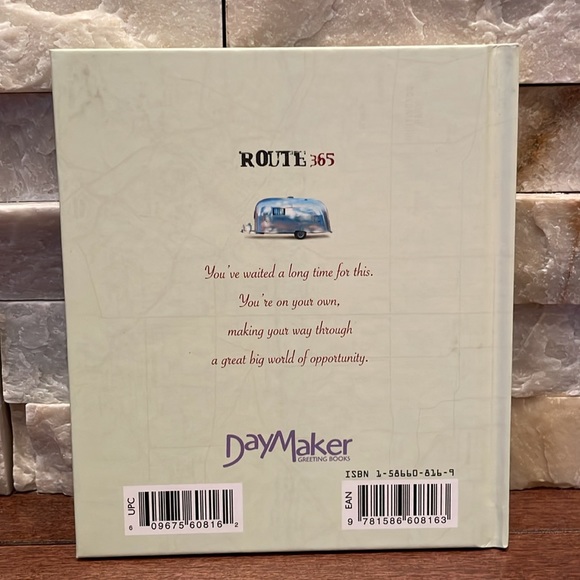 ROUTE 365
You've waited a long time for this.
You're on your own,
making your way through
a great big world of opportunity.
DayMaker
GREETING BOOKS
ISBN 1-58660-816-9
UPC
6 09675 60816 2
EAN
9 781586 608163